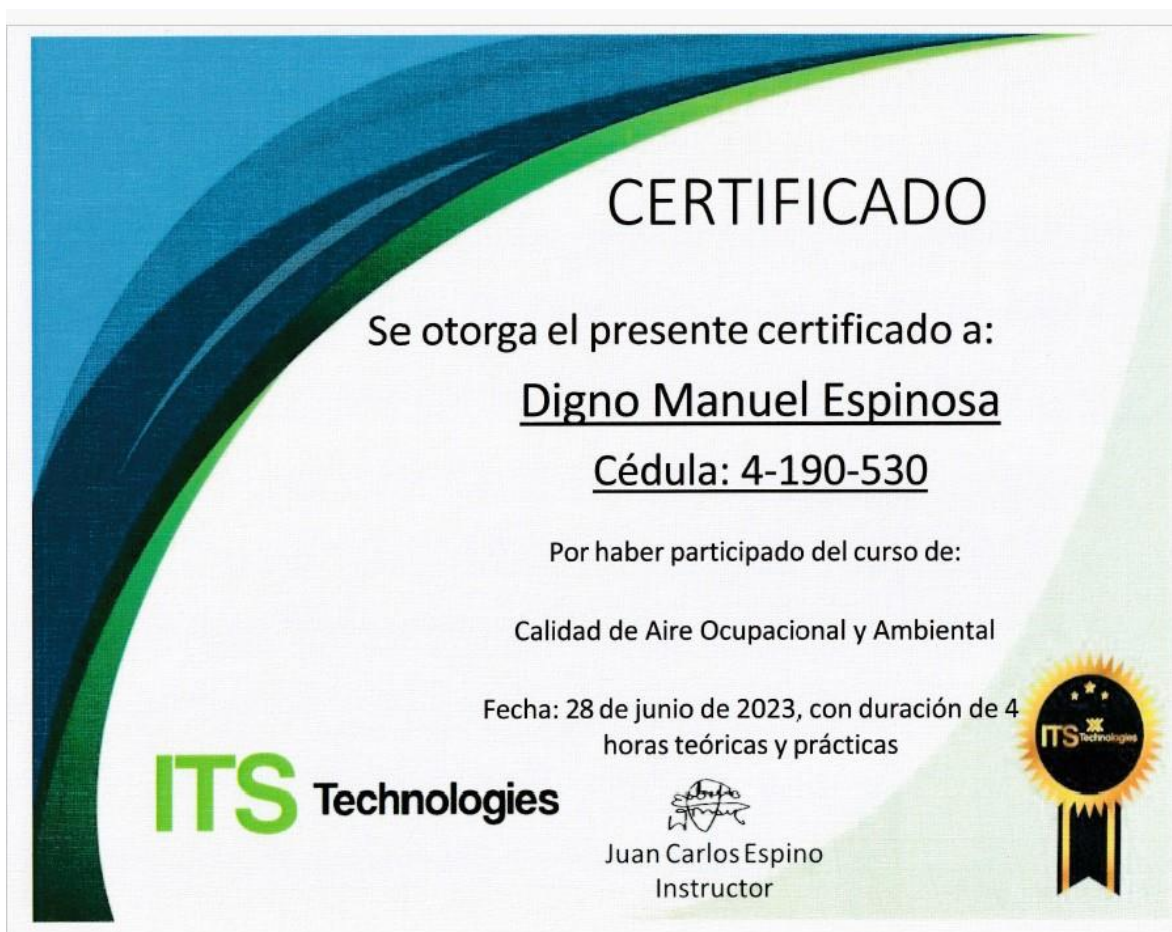 CERTIFICADO
Se otorga el presente certificado a:
Digno Manuel Espinosa
Cédula: 4-190-530
Por haber participado del curso de:
Calidad de Aire Ocupacional y Ambiental
Fecha: 28 de junio de 2023, con duración de 4
horas teóricas y prácticas
ITS Technologies
ITS Technologies
Juan Carlos Espino
Instructor